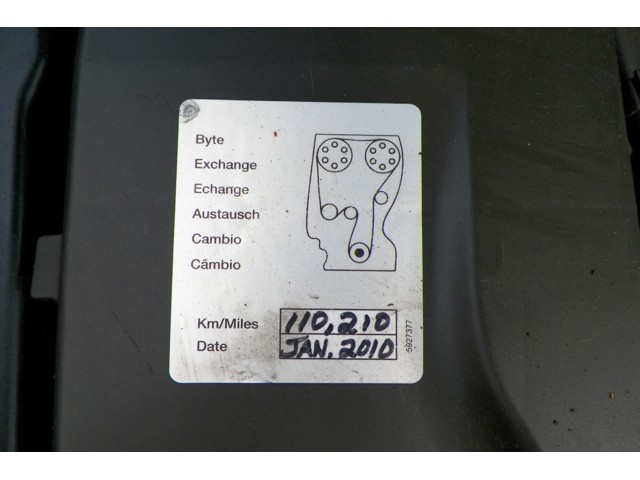 Byte
Exchange
Echange
Austausch
Cambio
Câmbio
Km/Miles 110,210
Date JAN. 2010
5927377